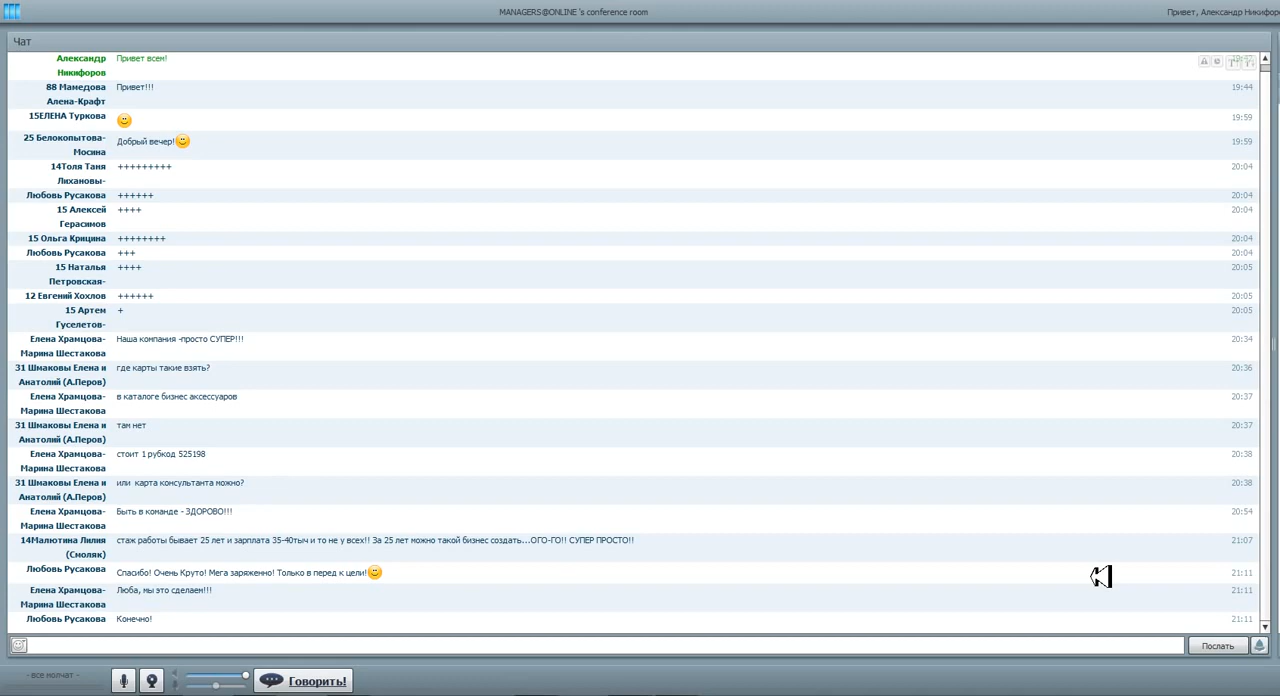 MANAGERS@ONLINE 's conference room
Привет, Александр Никифоро
Чат
Александр Привет всем!
Никифоров
88 Мамедова Привет!!! 19:44
Алена-Крафт
15ЕЛЕНА Туркова 19:59
25 Белокопытова- Добрый вечер! 19:59
Мосина
14Толя Таня +++++++++ 20:04
Лихановы-
Любовь Русакова ++++++ 20:04
15 Алексей ++++ 20:04
Герасимов
15 Ольга Крицина ++++++++ 20:04
Любовь Русакова +++ 20:04
15 Наталья ++++ 20:05
Петровская-
12 Евгений Хохлов ++++++ 20:05
15 Артем + 20:05
Гуселетов-
Елена Храмцова- Наша компания -просто СУПЕР!!! 20:34
Марина Шестакова
31 Шмаковы Елена и где карты такие взять? 20:36
Анатолий (А.Перов)
Елена Храмцова- в каталоге бизнес аксессуаров 20:37
Марина Шестакова
31 Шмаковы Елена и там нет 20:37
Анатолий (А.Перов)
Елена Храмцова- стоит 1 рубкод 525198 20:38
Марина Шестакова
31 Шмаковы Елена и или карта консультанта можно? 20:38
Анатолий (А.Перов)
Елена Храмцова- Быть в команде - ЗДОРОВО!!! 20:54
Марина Шестакова
14Малютина Лилия стаж работы бывает 25 лет и зарплата 35-40тыч и то не у всех!! За 25 лет можно такой бизнес создать...ОГО-ГО!! СУПЕР ПРОСТО!! 21:07
(Смоляк)
Любовь Русакова Спасибо! Очень Круто! Мега заряженно! Только в перед к цели! 21:11
Елена Храмцова- Люба, мы это сделаем!!! 21:11
Марина Шестакова
Любовь Русакова Конечно! 21:11
Послать
- все молчат -
Говорить!